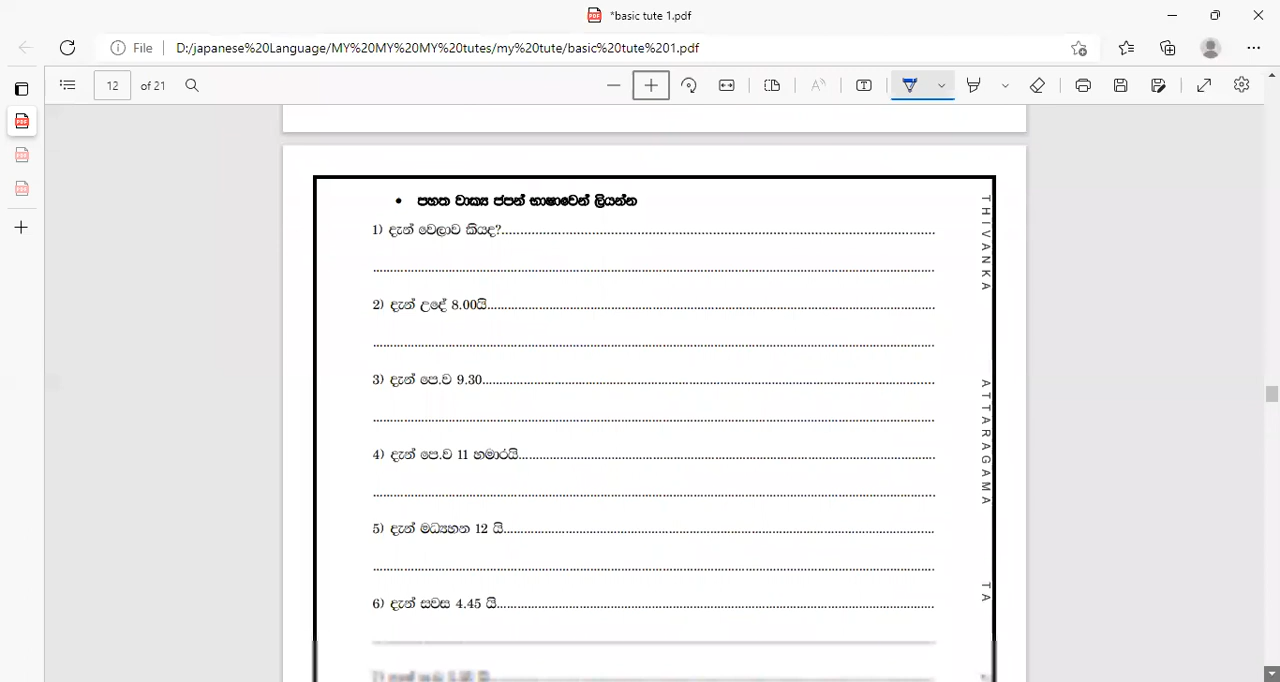 *basic tute 1.pdf
File D:/japanese%20Language/MY%20MY%20MY%20tutes/my%20tute/basic%20tute%201.pdf
12 of 21
• පහත වාක්‍ය ජපන් භාෂාවෙන් ලියන්න
1) දැන් වෙලාව කියද?................................................
................................................
2) දැන් උදේ 8.00යි................................................
................................................
3) දැන් පෙ.ව 9.30................................................
................................................
4) දැන් පෙ.ව 11 හමාරයි................................................
................................................
5) දැන් මධ්‍යහන 12 යි................................................
................................................
6) දැන් සවස 4.45 යි................................................
THIVANKA
ATTARAGAMA
TA